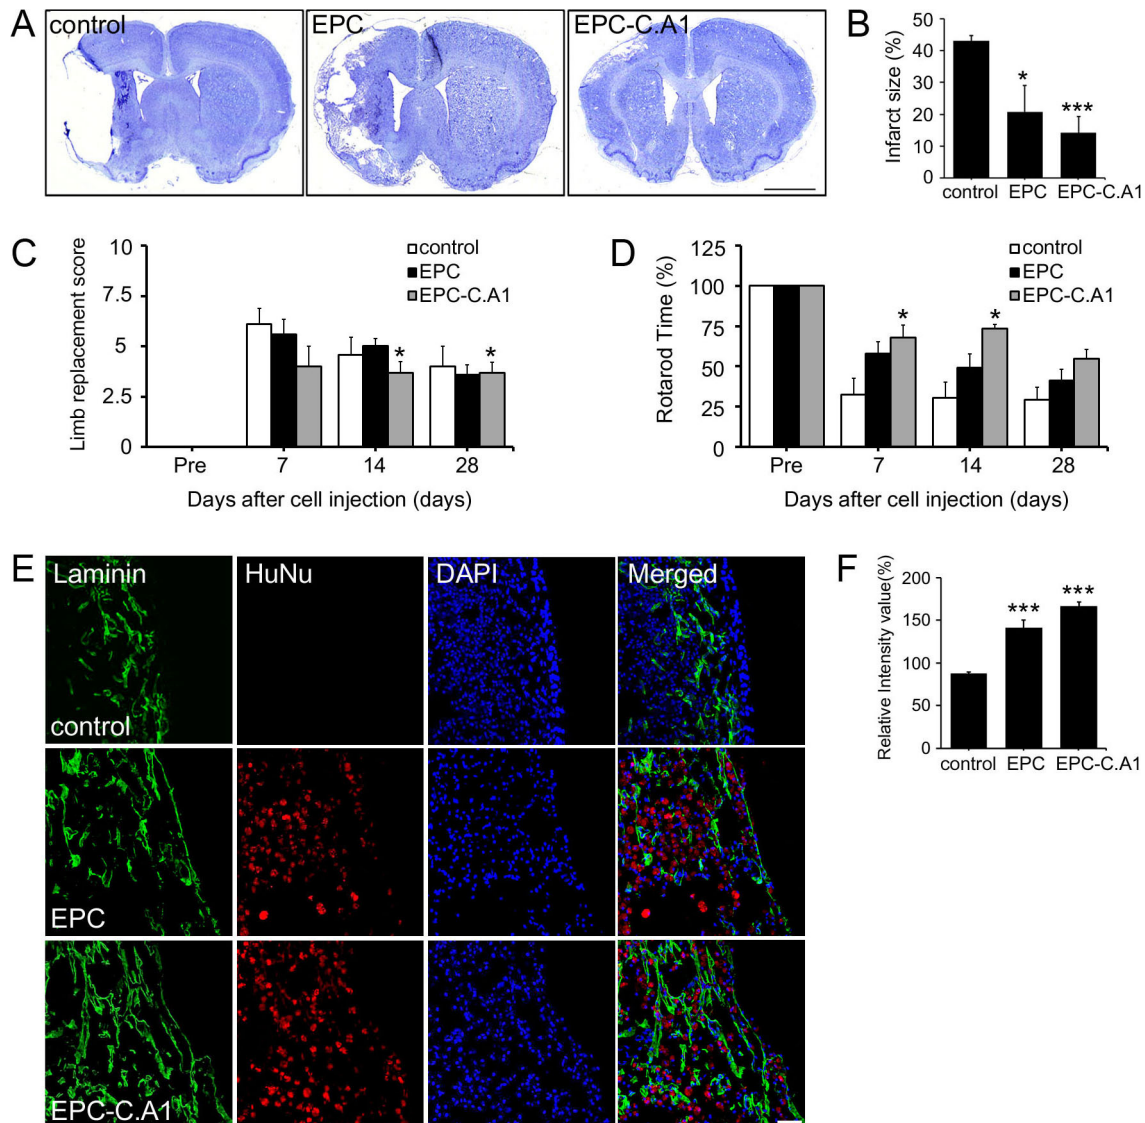 A
control
EPC
EPC-C.A1
B
Infarct size (%)
50
40
30
20
10
0
*
***
control
EPC
EPC-C.A1
C
Limb replacement score
10
7.5
5
2.5
0
control
EPC
EPC-C.A1
*
*
Pre
7
14
28
Days after cell injection (days)
D
Rotarod Time (%)
125
100
75
50
25
0
control
EPC
EPC-C.A1
*
*
Pre
7
14
28
Days after cell injection (days)
E
Laminin
HuNu
DAPI
Merged
control
EPC
EPC-C.A1
F
Relative Intensity value(%)
200
150
100
50
0
***
***
control
EPC
EPC-C.A1